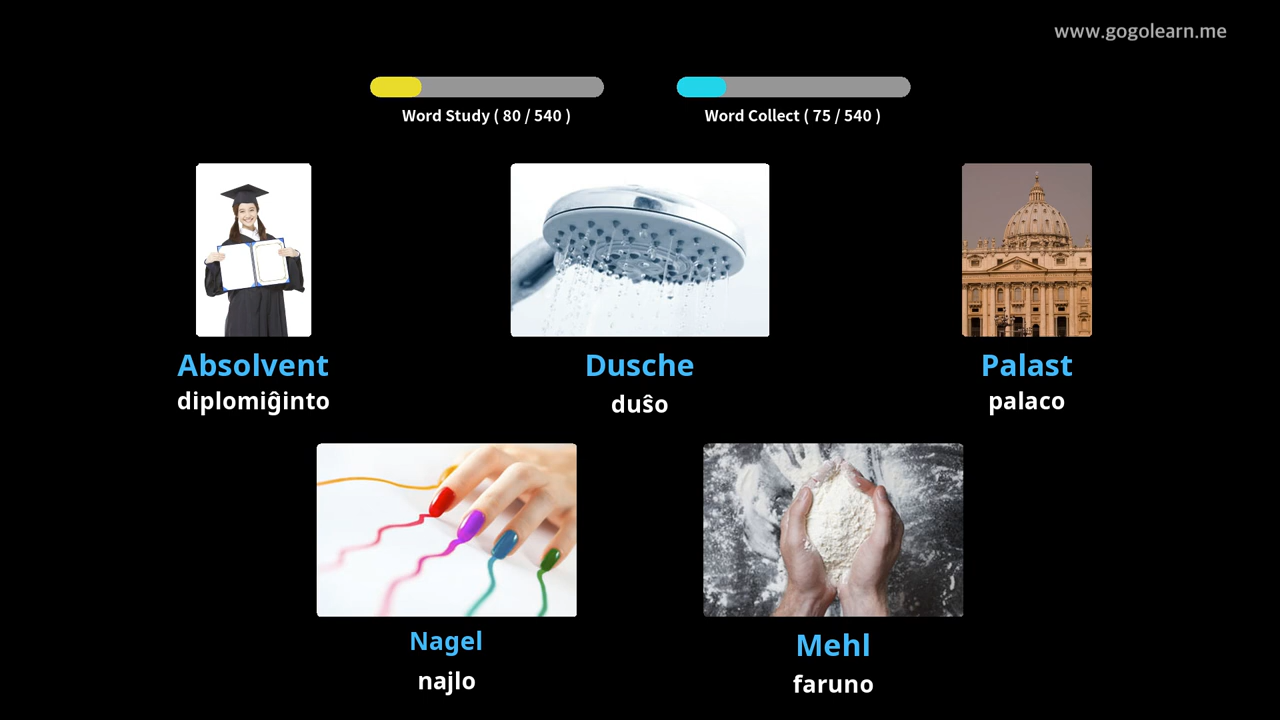 www.gogolearn.me
Word Study ( 80 / 540 )
Word Collect ( 75 / 540 )
Absolvent
diplomiĝinto
Dusche
duŝo
Palast
palaco
Nagel
najlo
Mehl
faruno